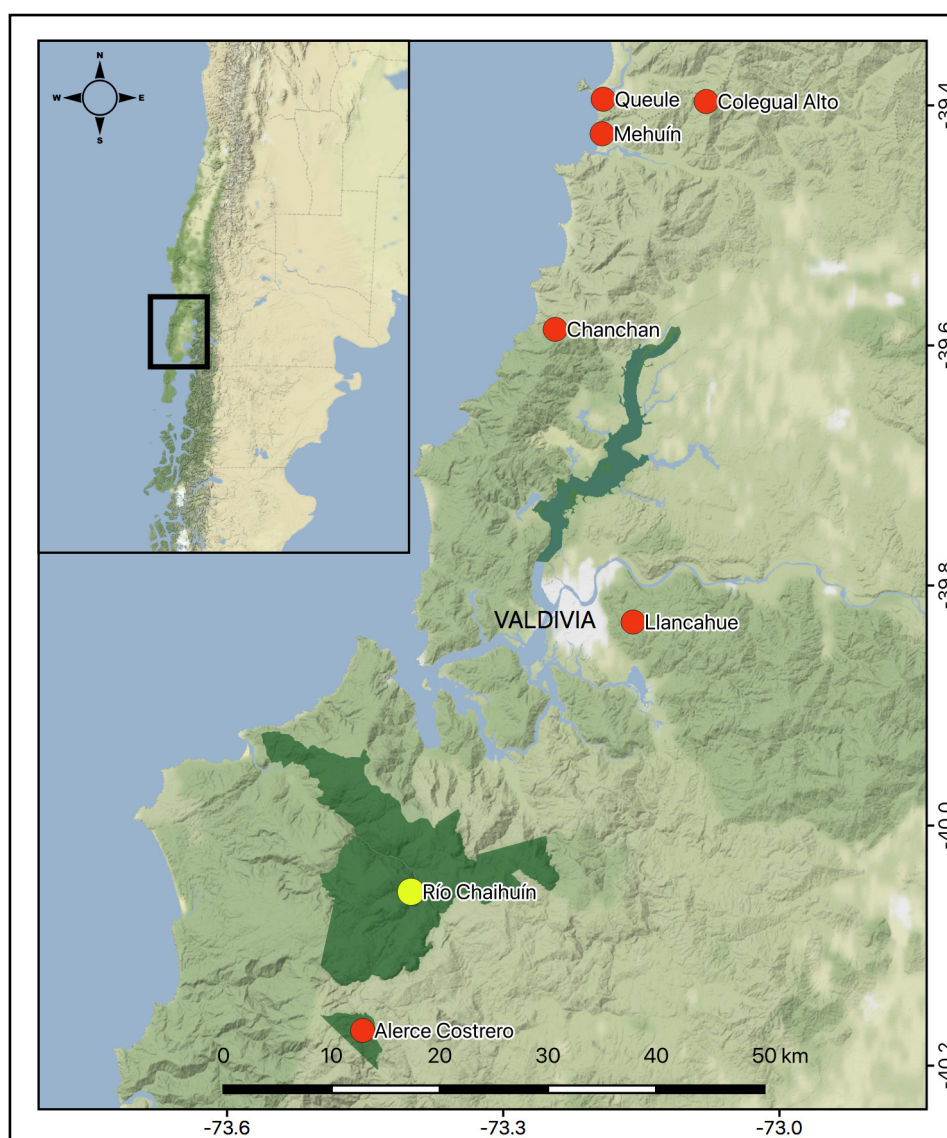 N
W E
S
Queule
Colegual Alto
Mehuín
-39.4
Chanchan
-39.6
-39.8
VALDIVIA
Llancahue
-40.0
Río Chaihuín
Alerce Costrero
0 10 20 30 40 50 km
-40.2
-73.6 -73.3 -73.0